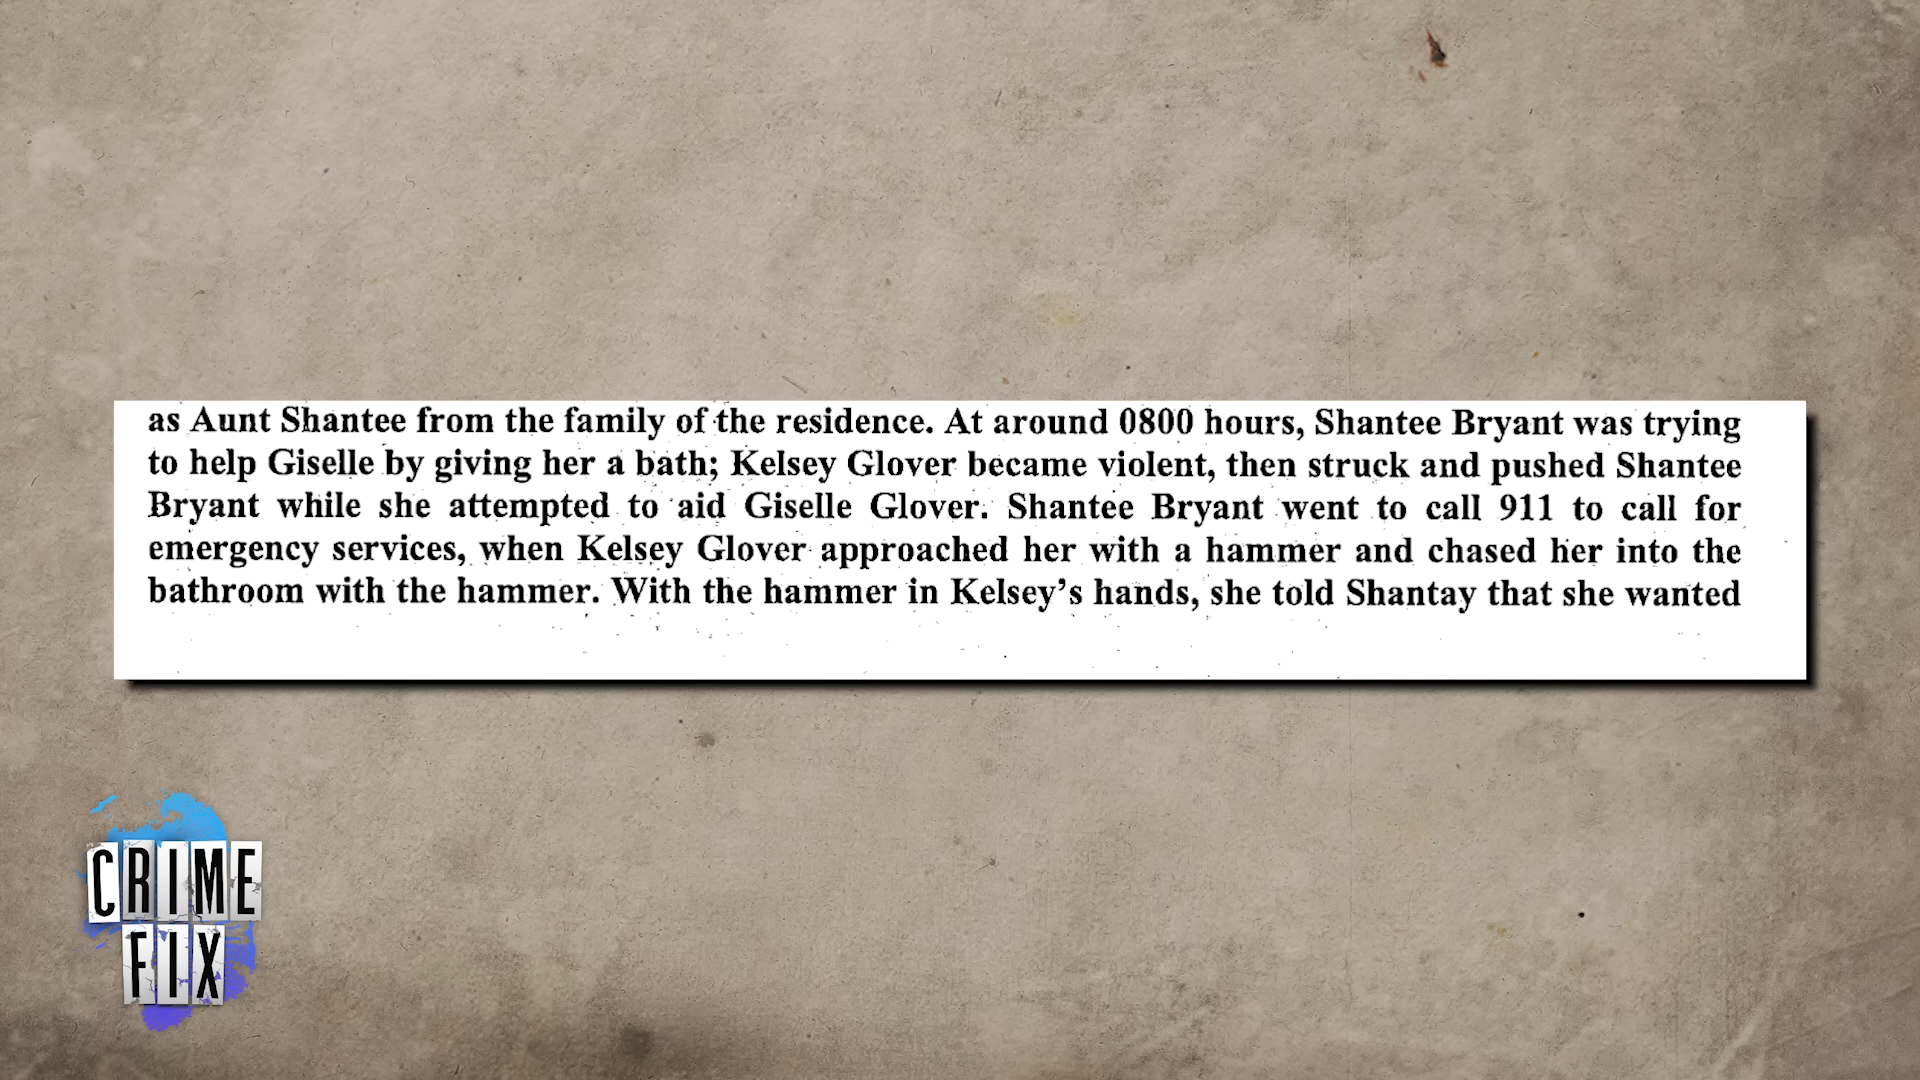 as Aunt Shantee from the family of the residence. At around 0800 hours, Shantee Bryant was trying
to help Giselle by giving her a bath; Kelsey Glover became violent, then struck and pushed Shantee
Bryant while she attempted to aid Giselle Glover. Shantee Bryant went to call 911 to call for
emergency services, when Kelsey Glover approached her with a hammer and chased her into the
bathroom with the hammer. With the hammer in Kelsey's hands, she told Shantay that she wanted
CRIME
FIX